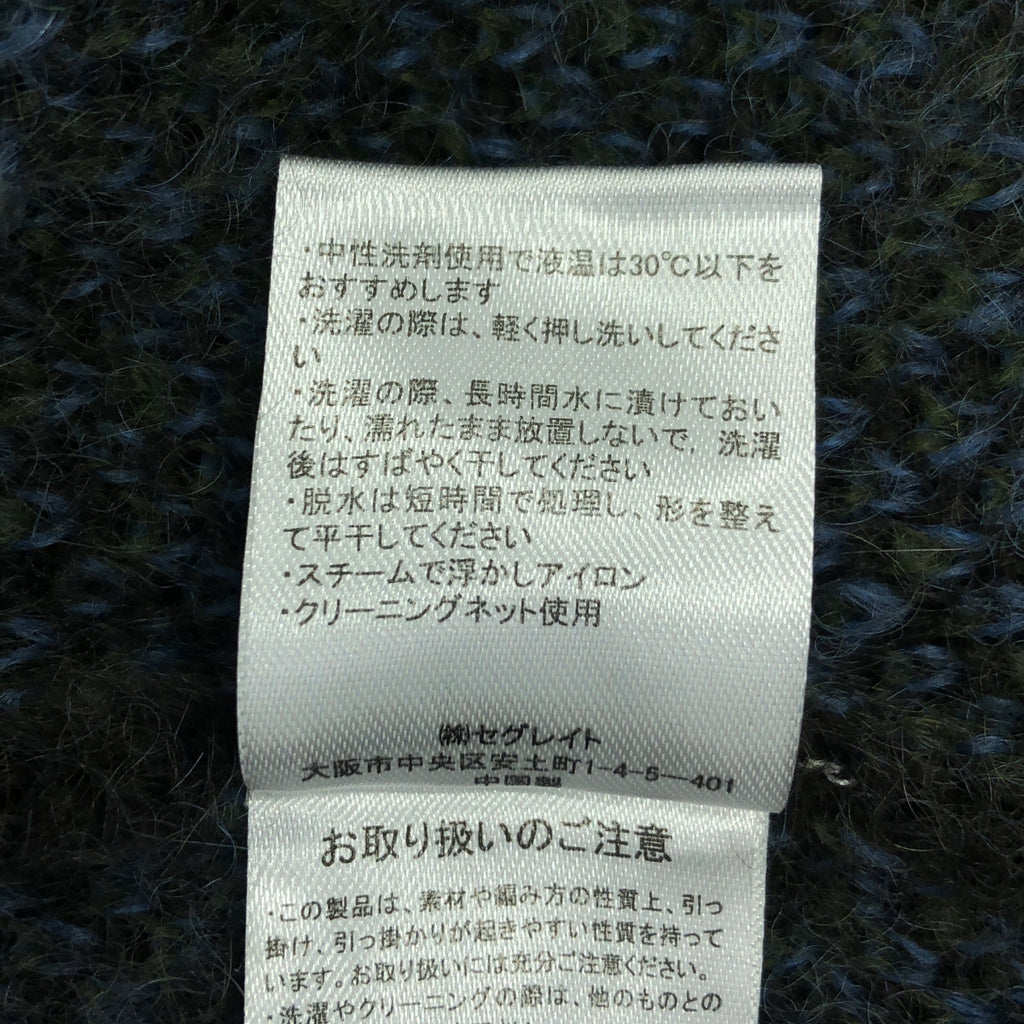 ・中性洗剤使用で液温は30℃以下を
おすすめします
・洗濯の際は、軽く押し洗いしてくださ
い
・洗濯の際、長時間水に漬けておい
たり、濡れたまま放置しないで、洗濯
後はすばやく干してください
・脱水は短時間で処理し、形を整え
て平干してください
・スチームで浮かしアイロン
・クリーニングネット使用
㈱セグレイト
大阪市中央区安土町1-4-5-401
中国製
お取り扱いのご注意
・この製品は、素材や編み方の性質上、引っ
掛け、引っ掛かりが起きやすい性質を持って
います。お取り扱いには充分ご注意ください。
・洗濯やクリーニングの際は、他のものとの